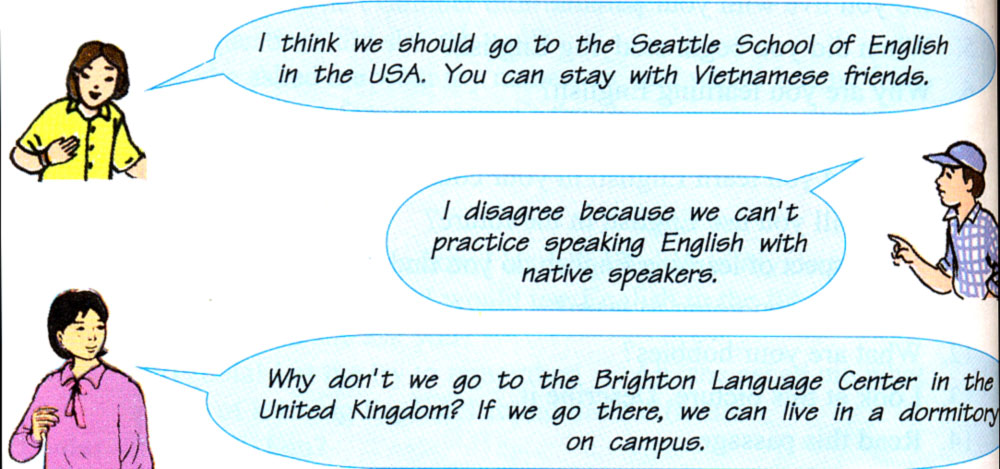 I think we should go to the Seattle School of English
in the USA. You can stay with Vietnamese friends.
I disagree because we can't
practice speaking English with
native speakers.
Why don't we go to the Brighton Language Center in the
United Kingdom? If we go there, we can live in a dormitory
on campus.